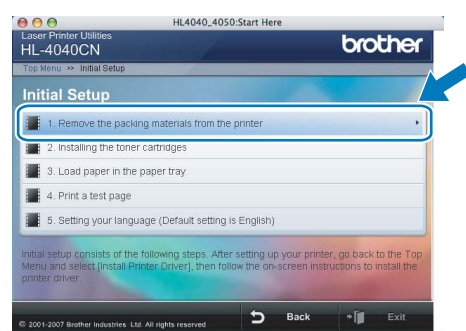 HL4040_4050:Start Here
Laser Printer Utilities
HL-4040CN
brother
Top Menu >> Initial Setup
Initial Setup
1. Remove the packing materials from the printer
2. Installing the toner cartridges
3. Load paper in the paper tray
4. Print a test page
5. Setting your language (Default setting is English)
Initial setup consists of the following steps. After setting up your printer, go back to the Top
Menu and select [Install Printer Driver], then follow the on-screen instructions to install the
printer driver.
© 2001-2007 Brother Industries Ltd. All rights reserved
Back
Exit